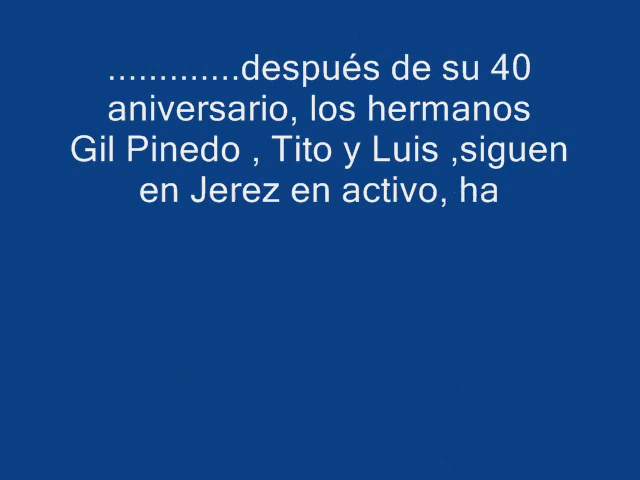 .............después de su 40
aniversario, los hermanos
Gil Pinedo , Tito y Luis ,siguen
en Jerez en activo, ha